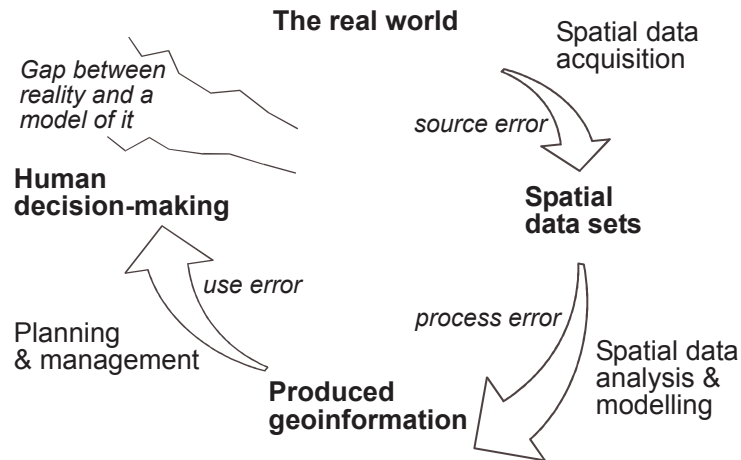 The real world
Spatial data
acquisition
Gap between
reality and a
model of it
source error
Human
decision-making
Spatial
data sets
use error
process error
Planning
& management
Spatial data
analysis &
modelling
Produced
geoinformation